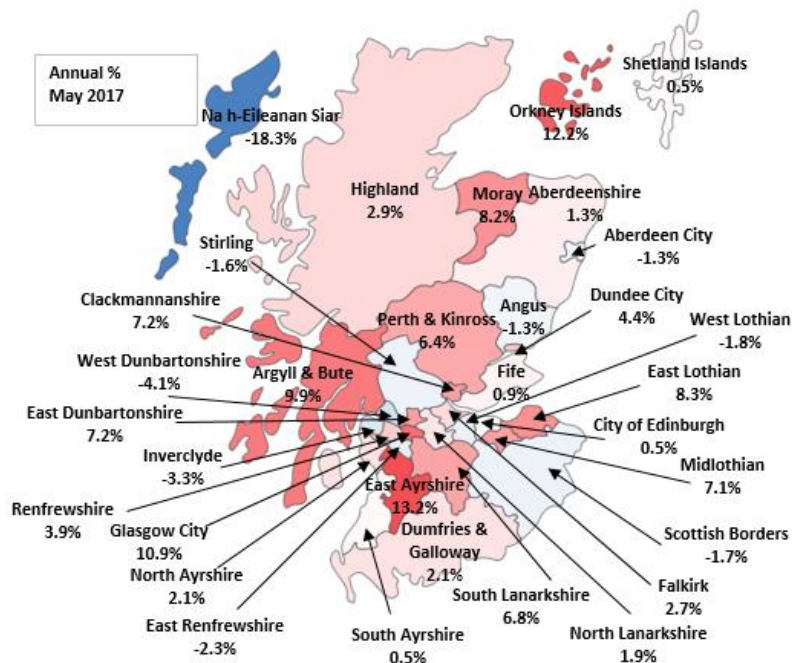 Annual %
May 2017
Shetland Islands
0.5%
Na h-Eileanan Siar
-18.3%
Orkney Islands
12.2%
Highland
2.9%
Moray
8.2%
Aberdeenshire
1.3%
Stirling
-1.6%
Aberdeen City
-1.3%
Clackmannanshire
7.2%
Perth & Kinross
6.4%
Angus
-1.3%
Dundee City
4.4%
West Lothian
-1.8%
West Dunbartonshire
-4.1%
Argyll & Bute
9.9%
Fife
0.9%
East Lothian
8.3%
East Dunbartonshire
7.2%
City of Edinburgh
0.5%
Inverclyde
-3.3%
Midlothian
7.1%
East Ayrshire
13.2%
Renfrewshire
3.9%
Glasgow City
10.9%
Dumfries &
Galloway
2.1%
Scottish Borders
-1.7%
North Ayrshire
2.1%
South Lanarkshire
6.8%
Falkirk
2.7%
East Renfrewshire
-2.3%
South Ayrshire
0.5%
North Lanarkshire
1.9%